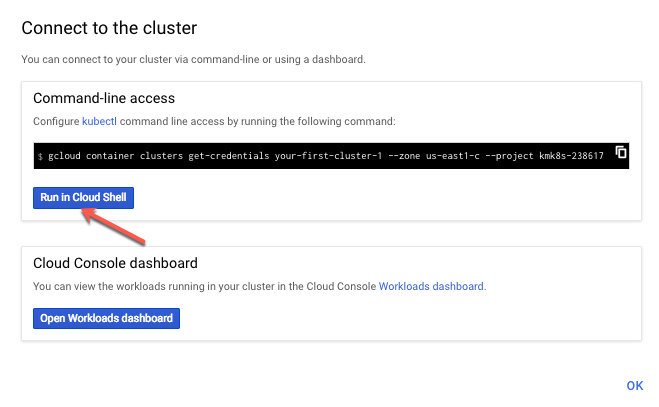 Connect to the cluster
You can connect to your cluster via command-line or using a dashboard.
Command-line access
Configure kubectl command line access by running the following command:
$ gcloud container clusters get-credentials your-first-cluster-1 --zone us-east1-c --project kmk8s-238617
Run in Cloud Shell
Cloud Console dashboard
You can view the workloads running in your cluster in the Cloud Console Workloads dashboard.
Open Workloads dashboard
OK